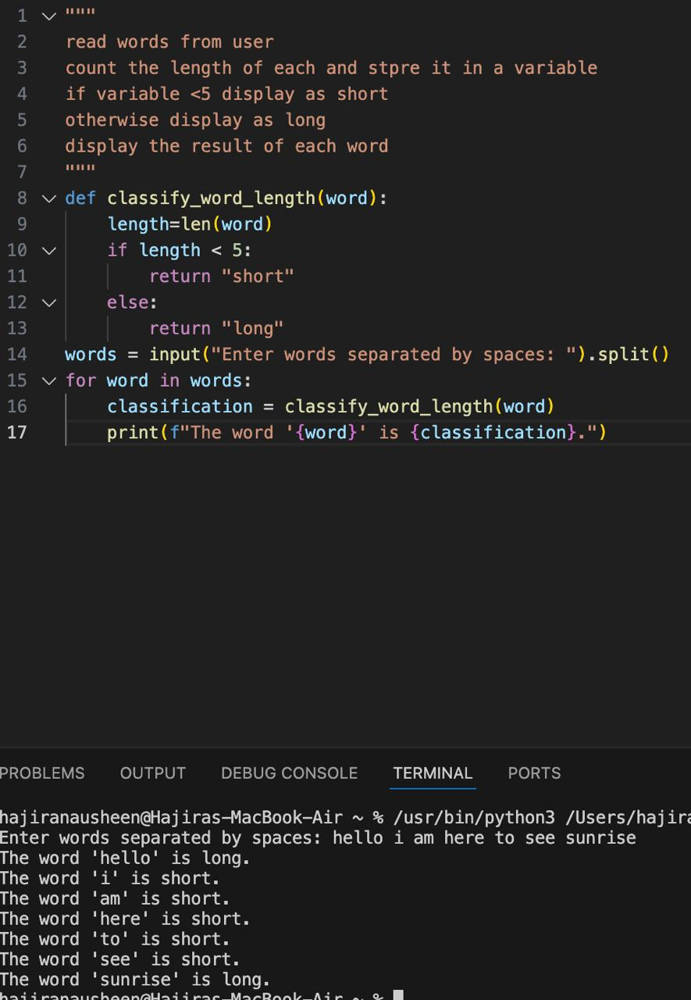 1 """
2 read words from user
3 count the length of each and stpre it in a variable
4 if variable <5 display as short
5 otherwise display as long
6 display the result of each word
7 """
8 def classify_word_length(word):
9     length=len(word)
10     if length < 5:
11         return "short"
12     else:
13         return "long"
14 words = input("Enter words separated by spaces: ").split()
15 for word in words:
16     classification = classify_word_length(word)
17     print(f"The word '{word}' is {classification}.")
PROBLEMS OUTPUT DEBUG CONSOLE TERMINAL PORTS
hajiranausheen@Hajiras-MacBook-Air ~ % /usr/bin/python3 /Users/hajira
Enter words separated by spaces: hello i am here to see sunrise
The word 'hello' is long.
The word 'i' is short.
The word 'am' is short.
The word 'here' is short.
The word 'to' is short.
The word 'see' is short.
The word 'sunrise' is long.
hajiranausheen@Hajiras-MacBook-Air ~ %